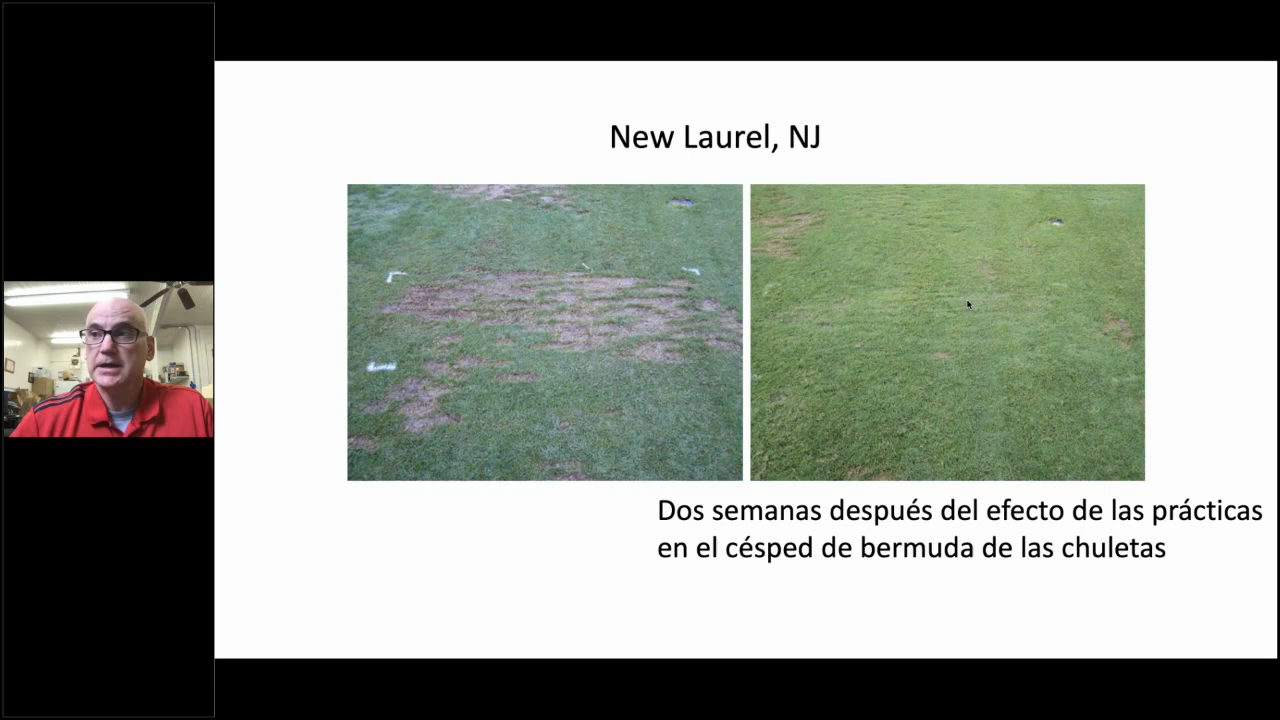 New Laurel, NJ
Dos semanas después del efecto de las prácticas
en el césped de bermuda de las chuletas